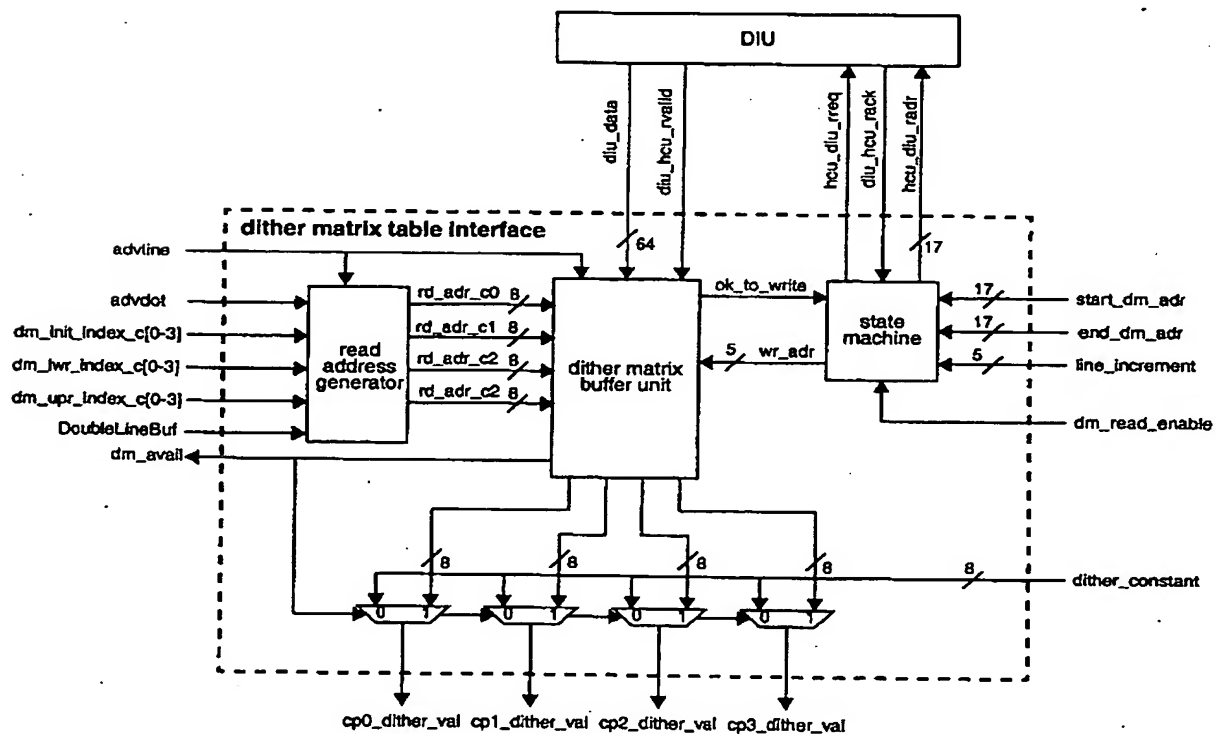 DIU
diu_data
diu_hcu_rvalid
hcu_diu_rreq
diu_hcu_rack
hcu_diu_radr
dither matrix table interface
64
17
advline
advdot
dm_init_index_c[0-3]
dm_lwr_index_c[0-3]
dm_upr_index_c[0-3]
DoubleLineBuf
dm_avail
read
address
generator
rd_adr_c0 8
rd_adr_c1 8
rd_adr_c2 8
rd_adr_c2 8
dither matrix
buffer unit
ok_to_write
5 wr_adr
state
machine
17 start_dm_adr
17 end_dm_adr
5 line_increment
dm_read_enable
8 8 8 8
8 dither_constant
0 1 0 1 0 1 0 1
cp0_dither_val cp1_dither_val cp2_dither_val cp3_dither_val